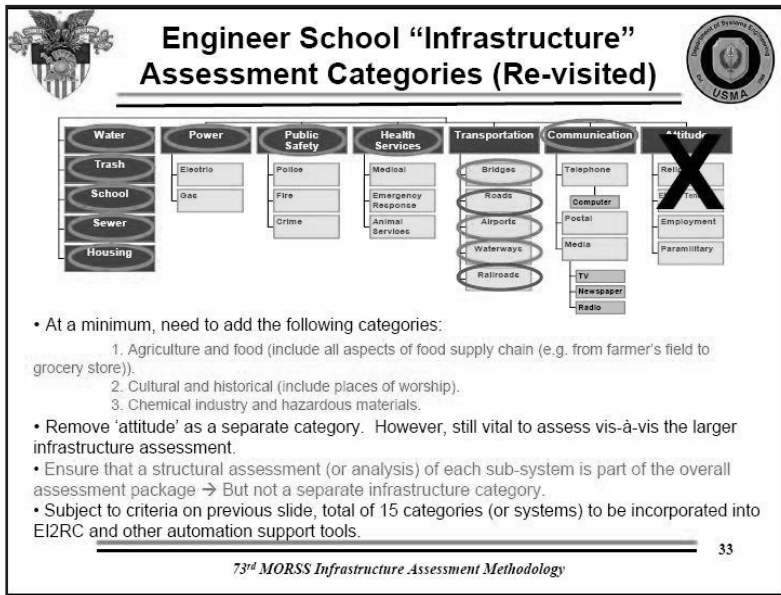 Engineer School “Infrastructure”
Assessment Categories (Re-visited)
USMA
Water
Power
Public
Safety
Health
Services
Transportation
Communication
Attitude
Trash
School
Sewer
Housing
Electric
Gas
Police
Fire
Crime
Medical
Emergency
Response
Animal
Services
Bridges
Roads
Airports
Waterways
Railroads
Telephone
Computer
Postal
Media
TV
Newspaper
Radio
Employment
Paramilitary
• At a minimum, need to add the following categories:
1. Agriculture and food (include all aspects of food supply chain (e.g. from farmer’s field to
grocery store)).
2. Cultural and historical (include places of worship).
3. Chemical industry and hazardous materials.
• Remove ‘attitude’ as a separate category. However, still vital to assess vis-à-vis the larger
infrastructure assessment.
• Ensure that a structural assessment (or analysis) of each sub-system is part of the overall
assessment package → But not a separate infrastructure category.
• Subject to criteria on previous slide, total of 15 categories (or systems) to be incorporated into
EI2RC and other automation support tools.
33
73rd MORSS Infrastructure Assessment Methodology